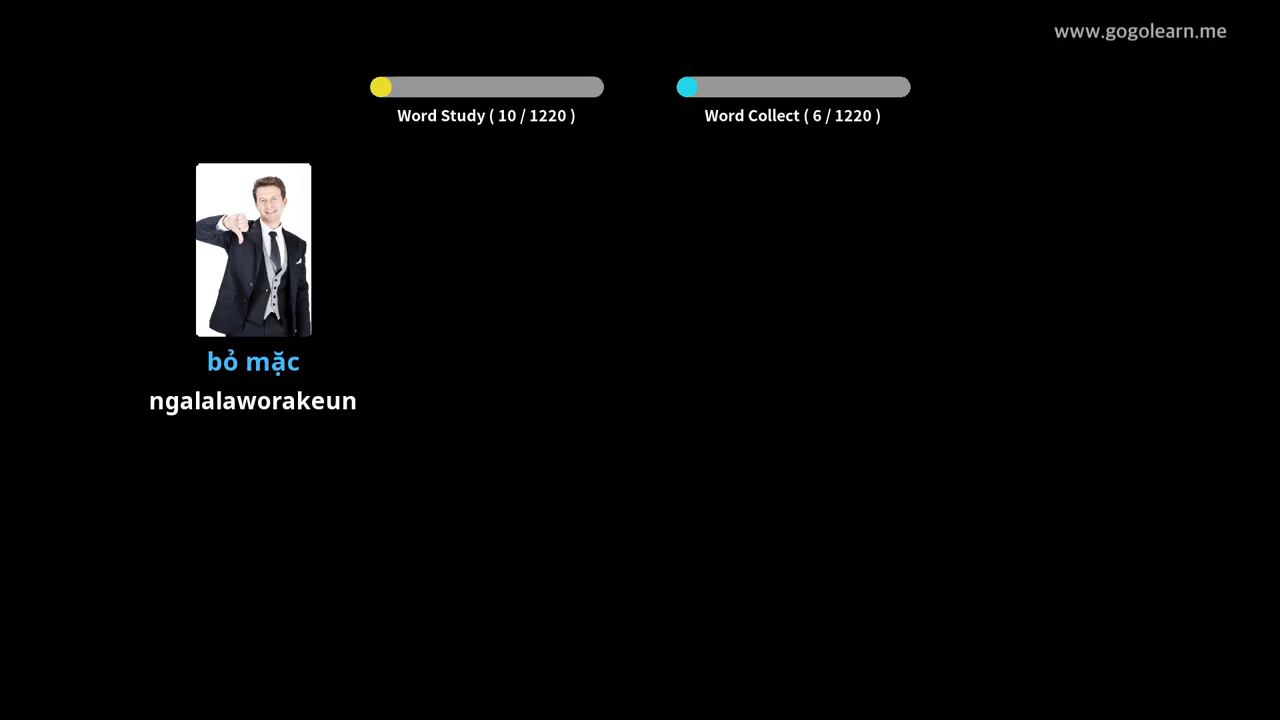 www.gogolearn.me
Word Study ( 10 / 1220 )
Word Collect ( 6 / 1220 )
bỏ mặc
ngalalaworakeun